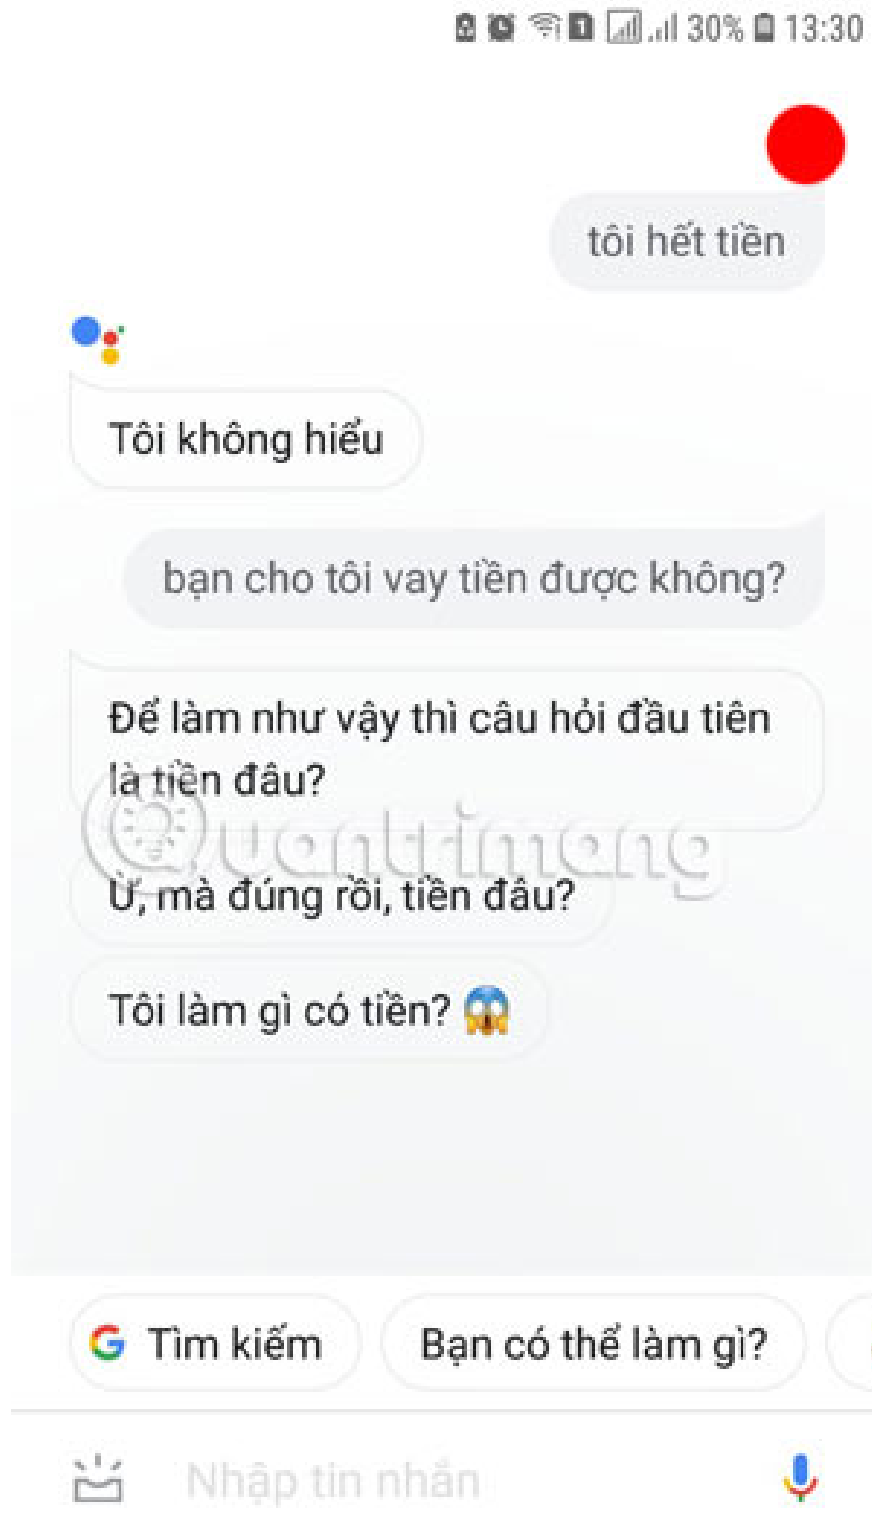 30% 13:30
tôi hết tiền
Tôi không hiểu
bạn cho tôi vay tiền được không?
Để làm như vậy thì câu hỏi đầu tiên
là tiền đâu?
Quantrimang
Ừ, mà đúng rồi, tiền đâu?
Tôi làm gì có tiền? 😱
Tìm kiếm
Bạn có thể làm gì?
Nhập tin nhắn